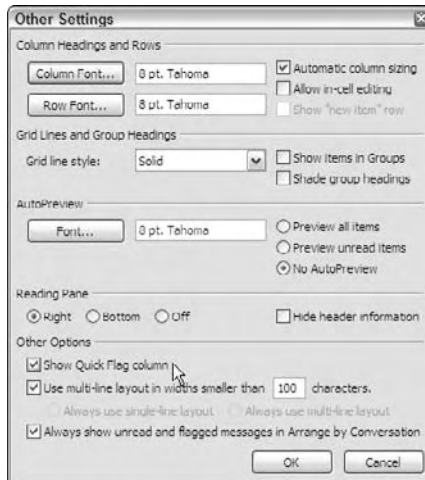 Other Settings
Column Headings and Rows
Column Font... 8 pt. Tahoma Automatic column sizing
Allow in-cell editing
Row Font... 8 pt. Tahoma Show "new item" row
Grid Lines and Group Headings
Grid line style: Solid Show items in Groups
Shade group headings
AutoPreview
Font... 8 pt. Tahoma Preview all items
Preview unread items
No AutoPreview
Reading Pane
Right Bottom Off Hide header information
Other Options
Show Quick Flag column
Use multi-line layout in widths smaller than 100 characters.
Always use single-line layout Always use multi-line layout
Always show unread and flagged messages in Arrange by Conversation
OK Cancel